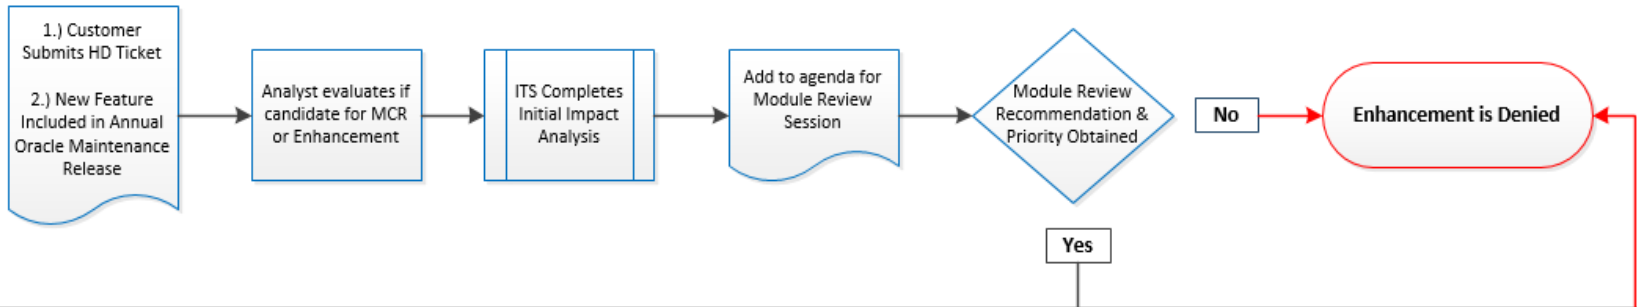 1.) Customer
Submits HD Ticket
2.) New Feature
Included in Annual
Oracle Maintenance
Release
Analyst evaluates if
candidate for MCR
or Enhancement
ITS Completes
Initial Impact
Analysis
Add to agenda for
Module Review
Session
Module Review
Recommendation &
Priority Obtained
No
Enhancement is Denied
Yes